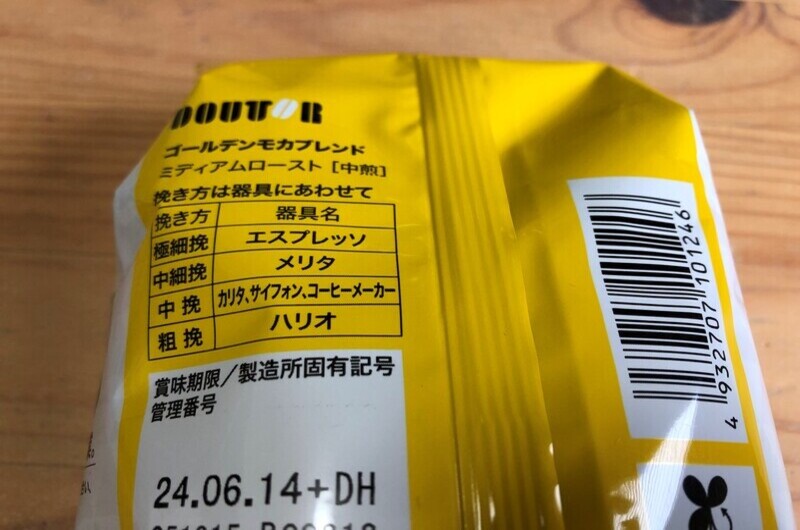 DOUTOR
ゴールデンモカブレンド
ミディアムロースト [中煎]
挽き方は器具にあわせて
挽き方 器具名
極細挽 エスプレッソ
中細挽 メリタ
中挽 カリタ、サイフォン、コーヒーメーカー
粗挽 ハリオ
賞味期限/製造所固有記号
管理番号
24.06.14+DH
4 932707 101246